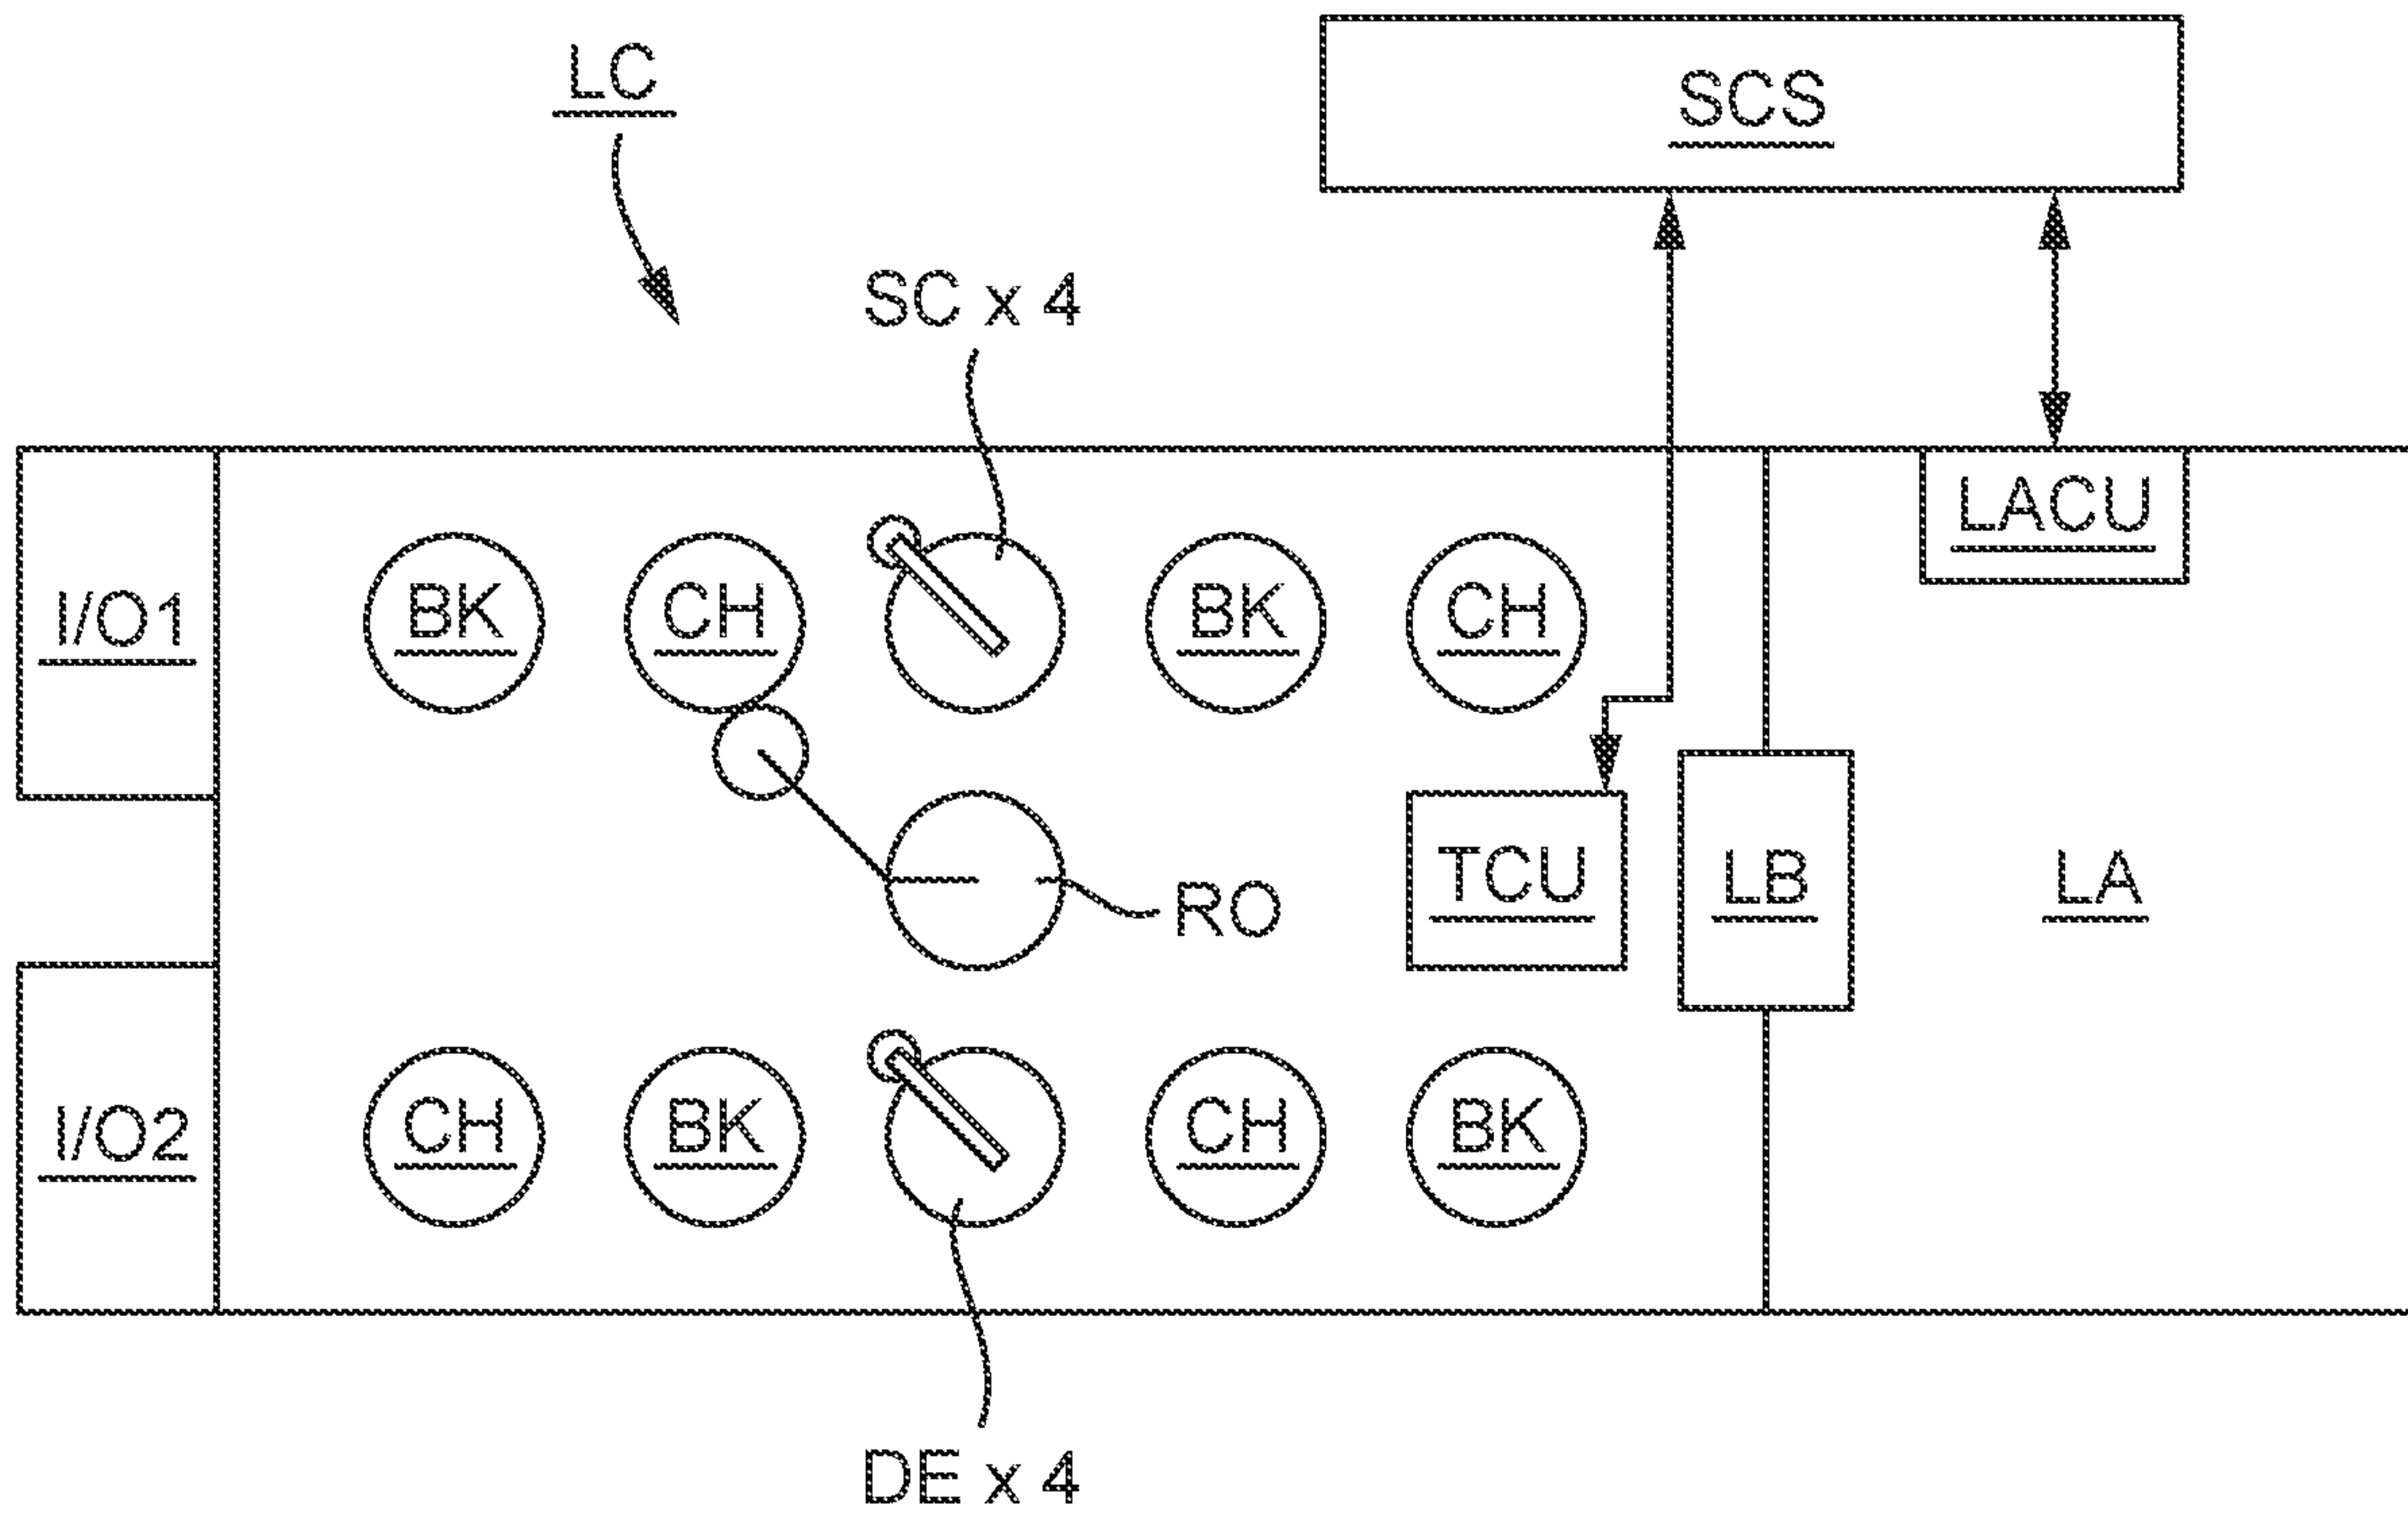 LC
SCS
SC x 4
LACU
I/O1
BK
CH
BK
CH
TCU
LB
LA
RO
I/O2
CH
BK
CH
BK
DE x 4